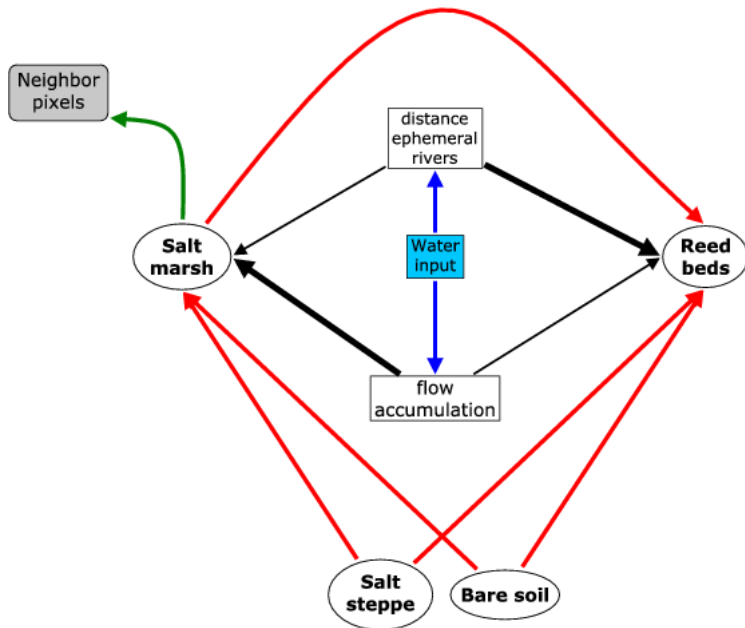 Neighbor
pixels
distance
ephemeral
rivers
Salt
marsh
Water
input
Reed
beds
flow
accumulation
Salt
steppe
Bare soil